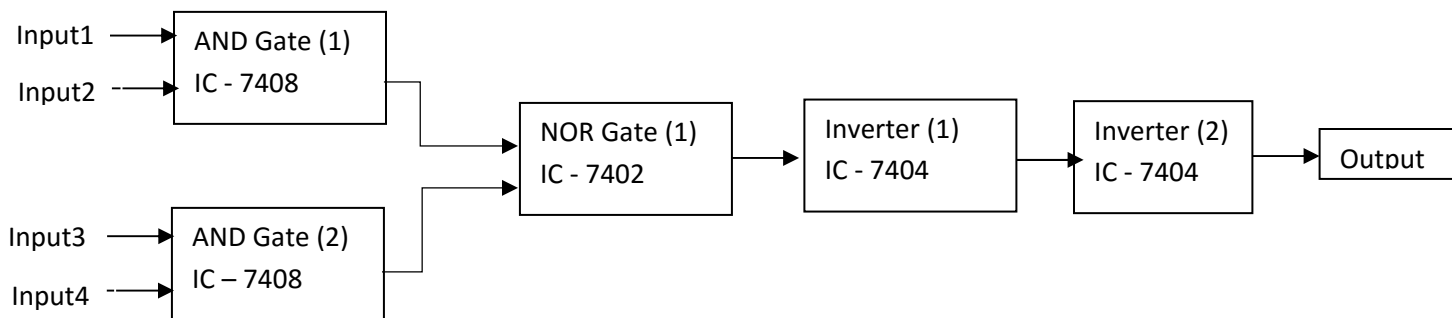 Input1
Input2
AND Gate (1)
IC - 7408
Input3
Input4
AND Gate (2)
IC – 7408
NOR Gate (1)
IC - 7402
Inverter (1)
IC - 7404
Inverter (2)
IC - 7404
Output